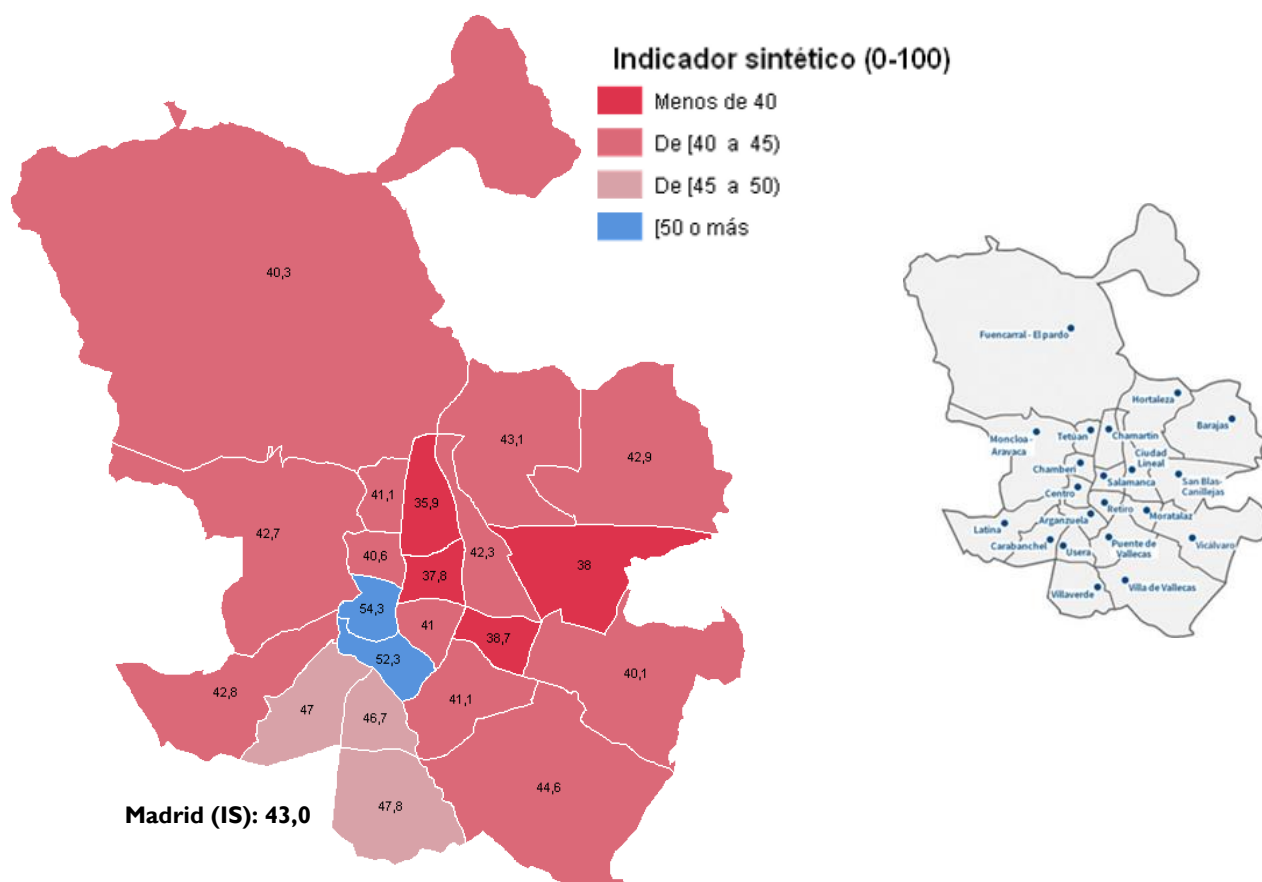 Indicador sintético (0-100)
Menos de 40
De [40 a 45)
De [45 a 50)
[50 o más
40,3
43,1
42,9
41,1
35,9
42,7
42,3
40,6
37,8
38
54,3
41
38,7
52,3
40,1
42,8
41,1
47
46,7
44,6
47,8
Madrid (IS): 43,0
Fuencarral - El pardo
Hortaleza
Barajas
Moncloa -
Aravaca
Tetúan
Chamartín
Ciudad
Lineal
Chamberí
Salamanca
San Blas-
Canillejas
Centro
Retiro
Arganzuela
Moratalaz
Latina
Carabanchel
Usera
Puente de
Vallecas
Vicálvaro
Villaverde
Villa de Vallecas